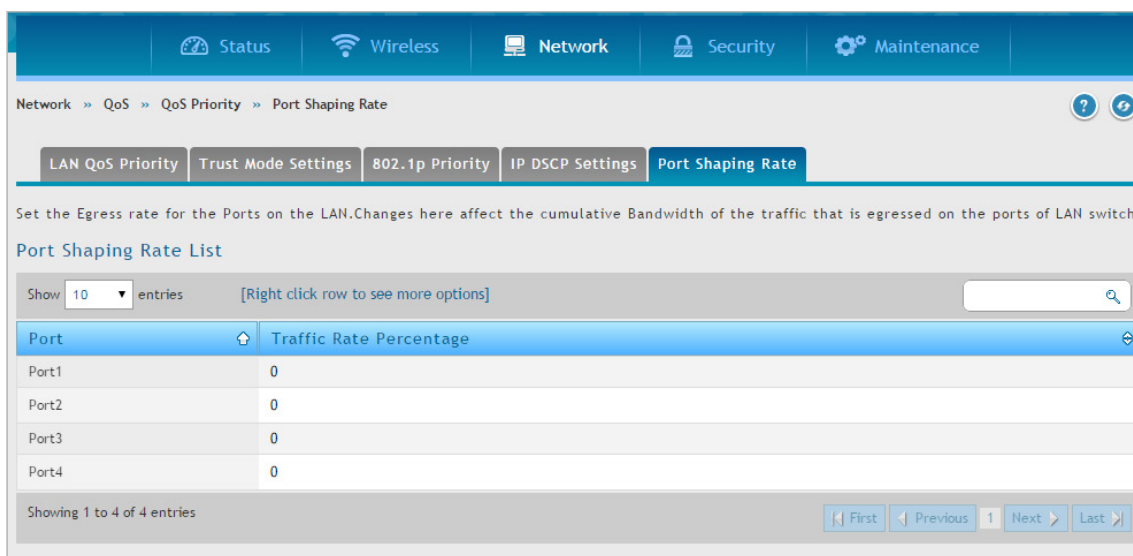 Status Wireless Network Security Maintenance
Network » QoS » QoS Priority » Port Shaping Rate
LAN QoS Priority Trust Mode Settings 802.1p Priority IP DSCP Settings Port Shaping Rate
Set the Egress rate for the Ports on the LAN.Changes here affect the cumulative Bandwidth of the traffic that is egressed on the ports of LAN switch
Port Shaping Rate List
Show 10 entries [Right click row to see more options]
Port Traffic Rate Percentage
Port1 0
Port2 0
Port3 0
Port4 0
Showing 1 to 4 of 4 entries First Previous 1 Next Last